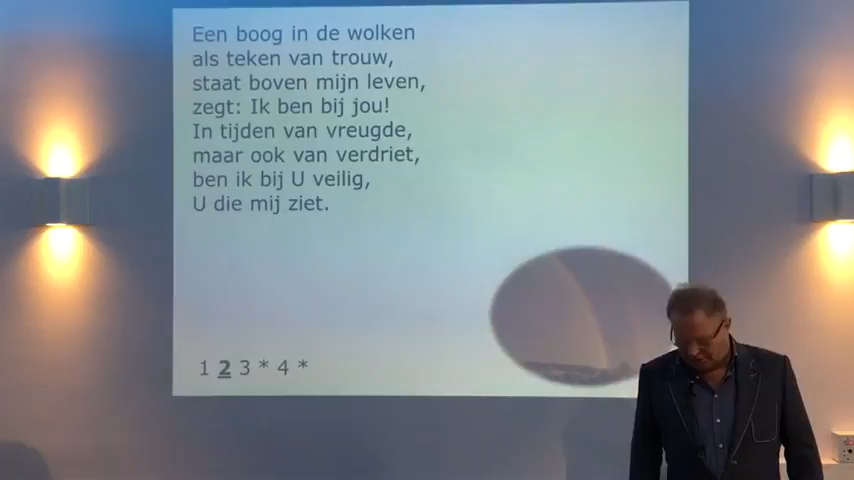 Een boog in de wolken
als teken van trouw,
staat boven mijn leven,
zegt: Ik ben bij jou!
In tijden van vreugde,
maar ook van verdriet,
ben ik bij U veilig,
U die mij ziet.
1 2 3 * 4 *